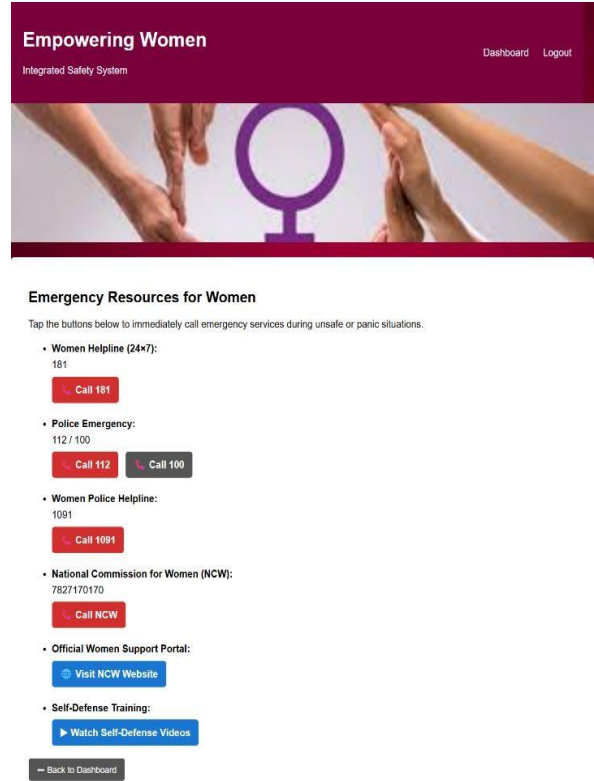 Empowering Women
Integrated Safety System
Dashboard Logout
Emergency Resources for Women
Tap the buttons below to immediately call emergency services during unsafe or panic situations.
• Women Helpline (24×7):
181
📞 Call 181
• Police Emergency:
112 / 100
📞 Call 112 📞 Call 100
• Women Police Helpline:
1091
📞 Call 1091
• National Commission for Women (NCW):
7827170170
📞 Call NCW
• Official Women Support Portal:
🌐 Visit NCW Website
• Self-Defense Training:
▶ Watch Self-Defense Videos
⬅ Back to Dashboard